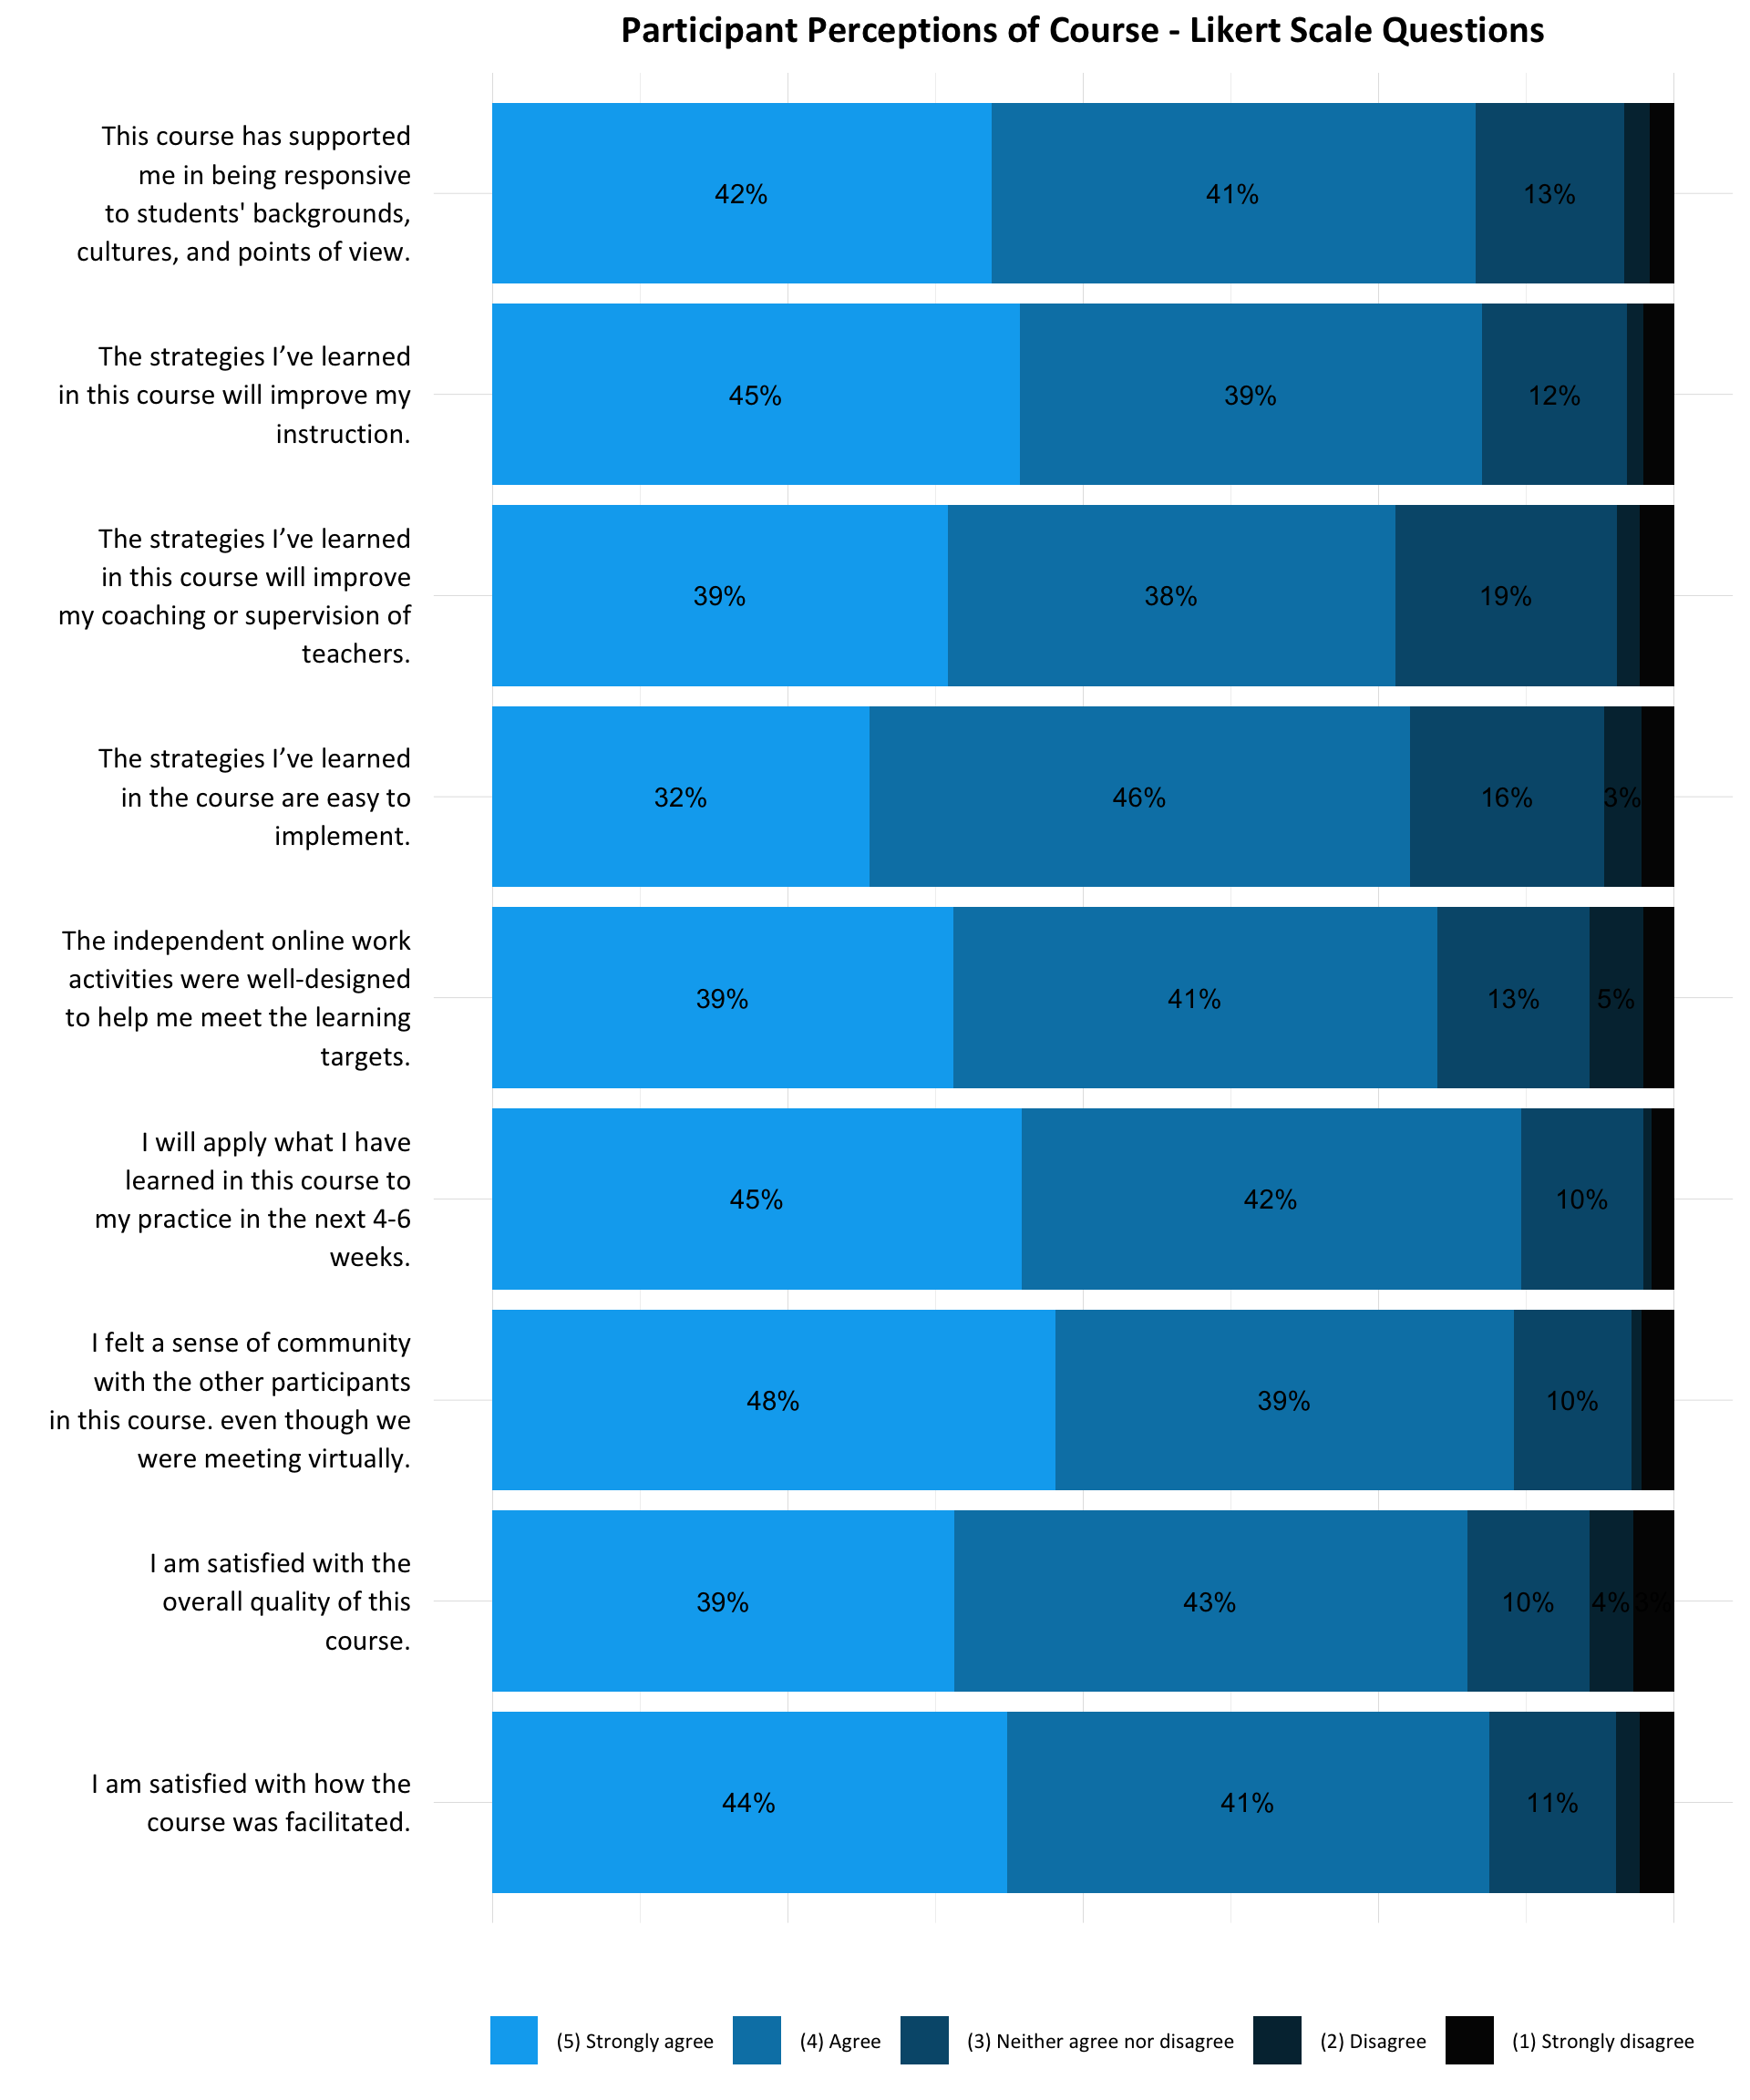 Participant Perceptions of Course - Likert Scale Questions
This course has supported
me in being responsive
to students' backgrounds,
cultures, and points of view.
42% 41% 13%
The strategies I’ve learned
in this course will improve my
instruction.
45% 39% 12%
The strategies I’ve learned
in this course will improve
my coaching or supervision of
teachers.
39% 38% 19%
The strategies I’ve learned
in the course are easy to
implement.
32% 46% 16% 3%
The independent online work
activities were well-designed
to help me meet the learning
targets.
39% 41% 13% 5%
I will apply what I have
learned in this course to
my practice in the next 4-6
weeks.
45% 42% 10%
I felt a sense of community
with the other participants
in this course. even though we
were meeting virtually.
48% 39% 10%
I am satisfied with the
overall quality of this
course.
39% 43% 10% 4% 3%
I am satisfied with how the
course was facilitated.
44% 41% 11%
(5) Strongly agree (4) Agree (3) Neither agree nor disagree (2) Disagree (1) Strongly disagree